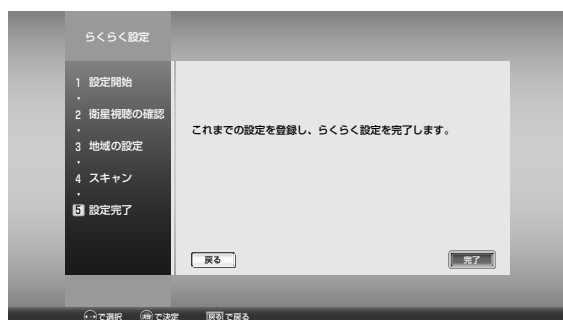 らくらく設定
1 設定開始
2 衛星視聴の確認
3 地域の設定
4 スキャン
5 設定完了
これまでの設定を登録し、らくらく設定を完了します。
戻る 完了
で選択 決定で決定 戻るで戻る